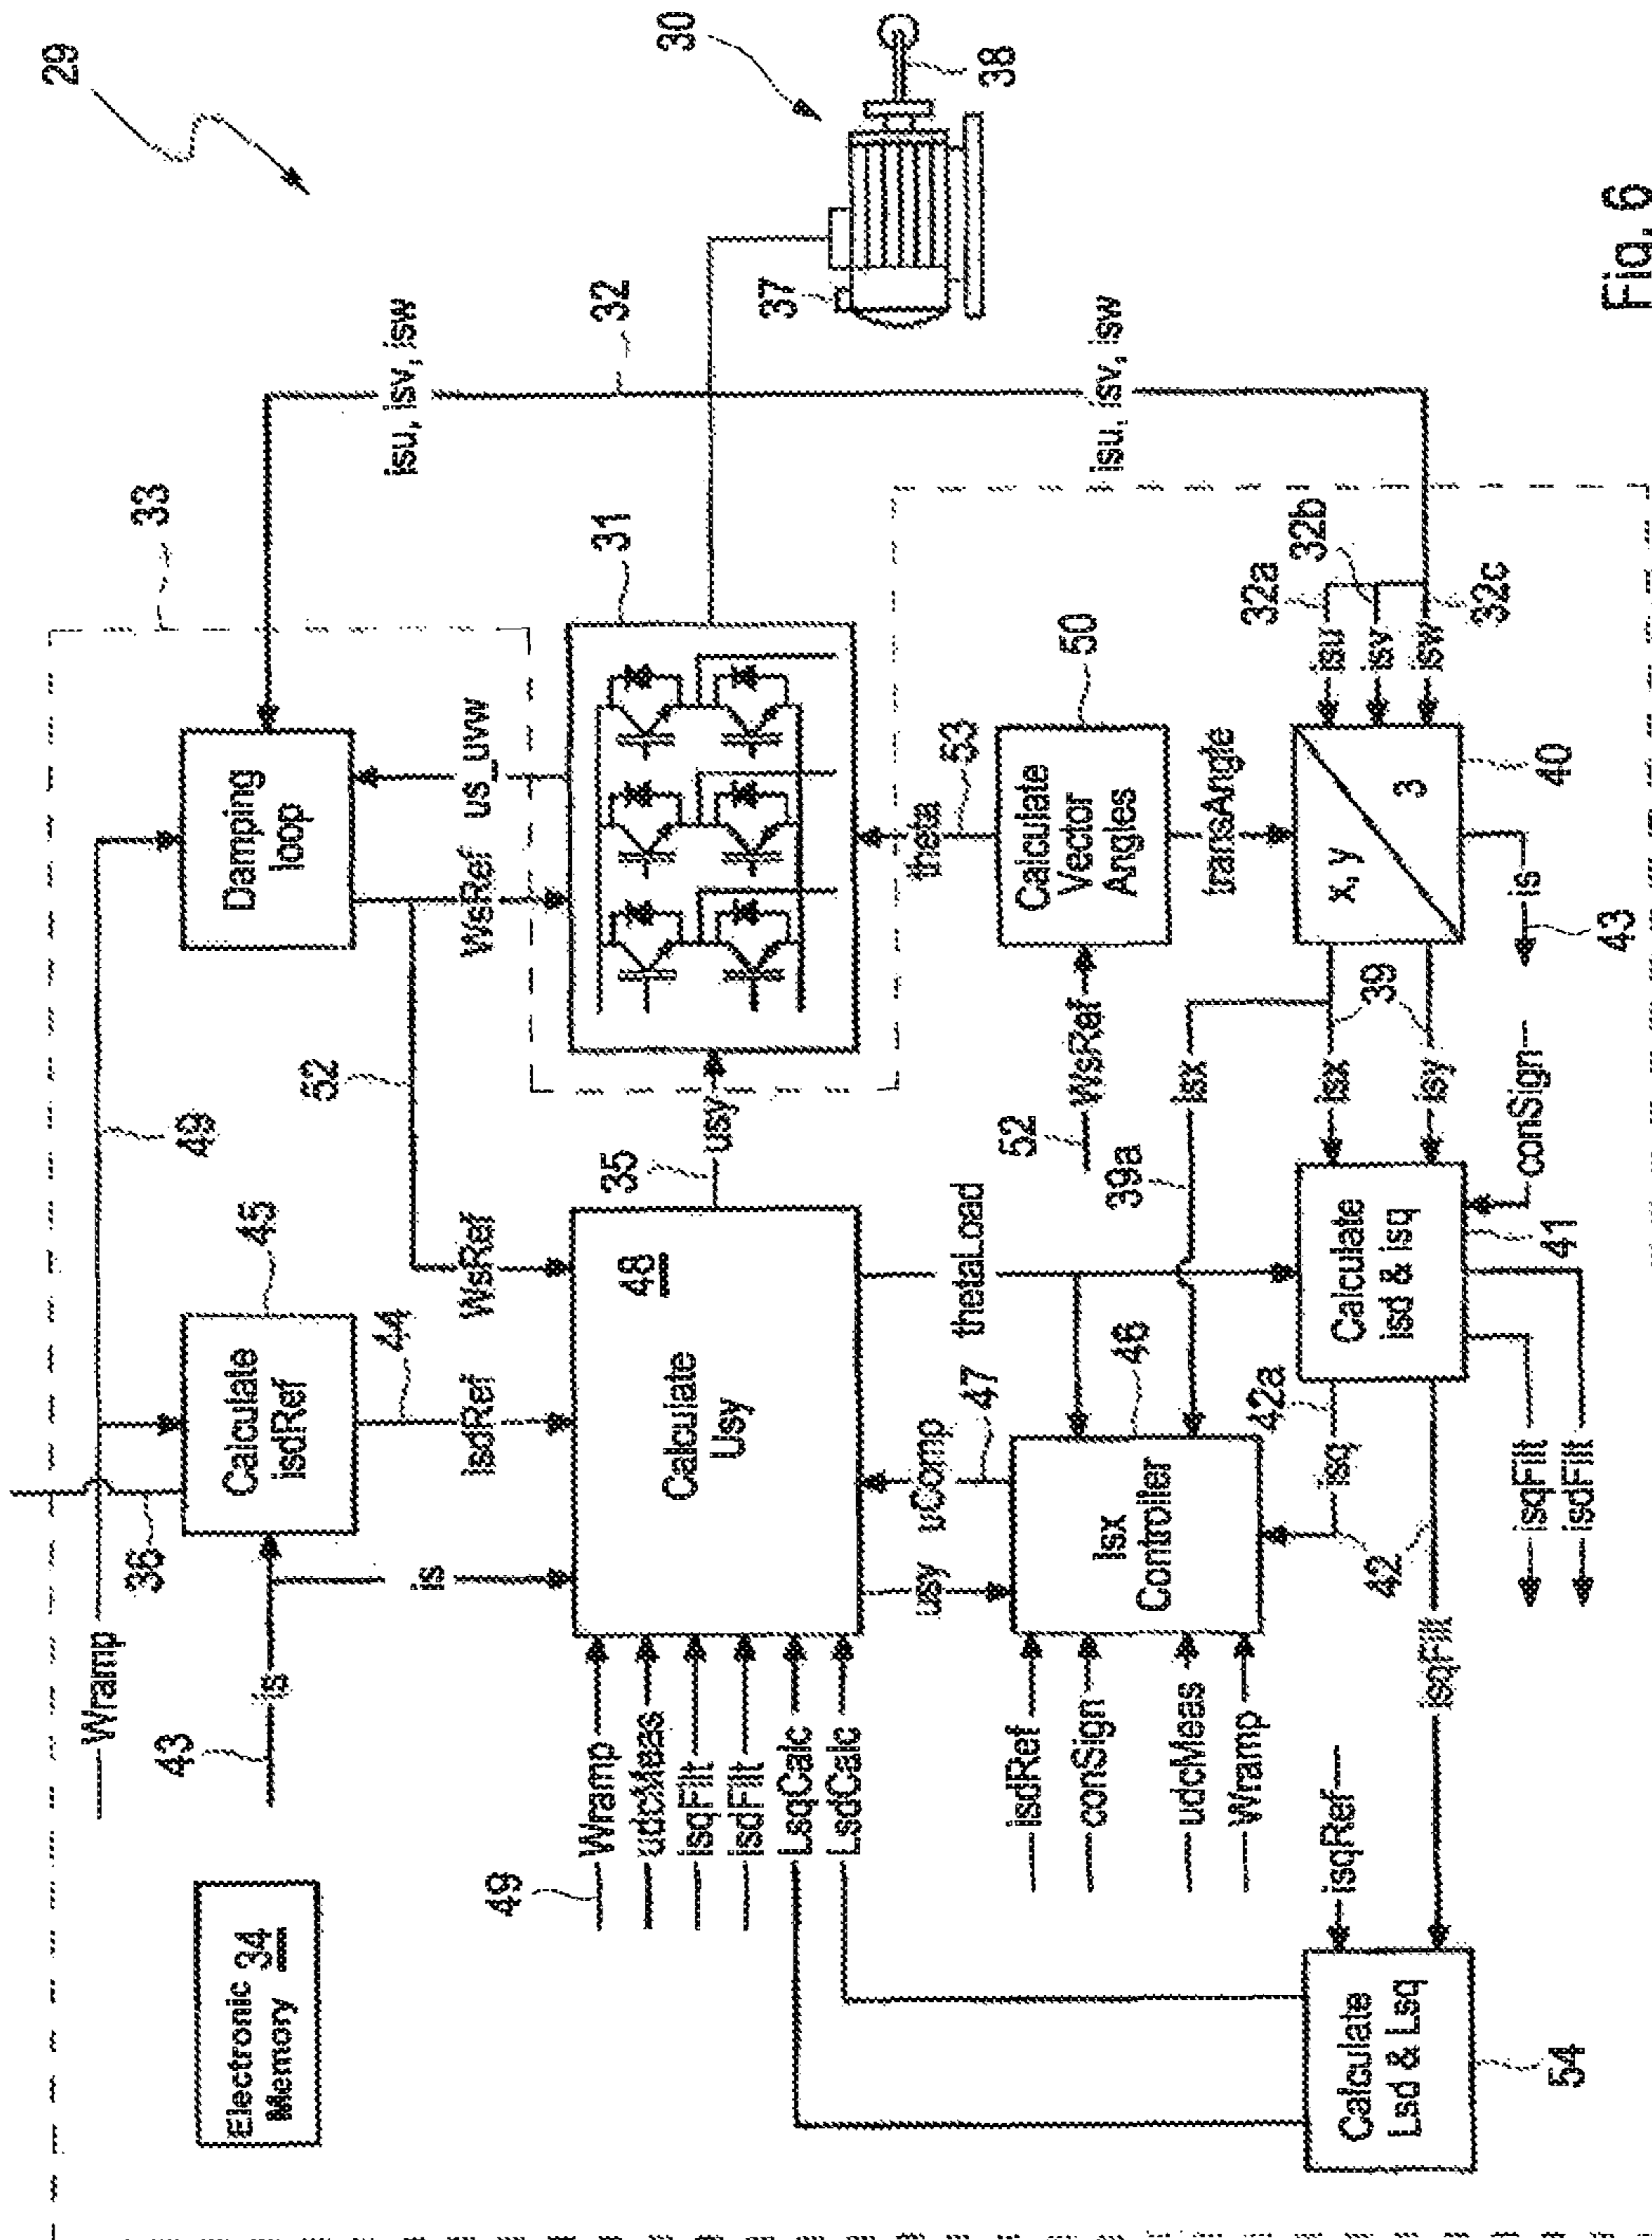 29
33
Wramp
49
36
Electronic
Memory 34
43
is
Calculate
isdRef
45
Damping
loop
isu, isv, isw
30
is
44
isdRef
52
WsRef
WsRef
us_uvw
32
37
38
49
Wramp
udcMeas
isqFilt
isdFilt
LsqCalc
LsdCalc
48
Calculate
Usy
35
usy
31
usy
uComp
47
thetaLoad
theta
53
isdRef
conSign
udcMeas
Wramp
Isx
Controller
46
39a
isx
52
WsRef
Calculate
Vector
Angles
50
transAngle
isu, isv, isw
isqRef
isqFilt
42
isq
42a
Calculate
Lsd & Lsq
54
Calculate
isd & isq
41
isx
isy
39
x, y
3
40
32a
32b
32c
isu
isv
isw
isqFilt
isdFilt
conSign
is
43
Fig. 6